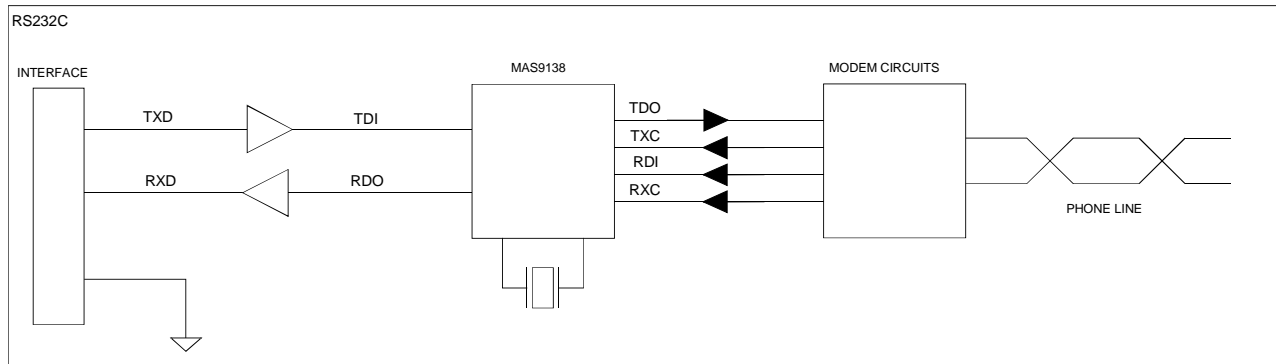 RS232C
INTERFACE
MAS9138
MODEM CIRCUITS
TXD
TDI
TDO
TXC
RDI
RXC
RXD
RDO
PHONE LINE